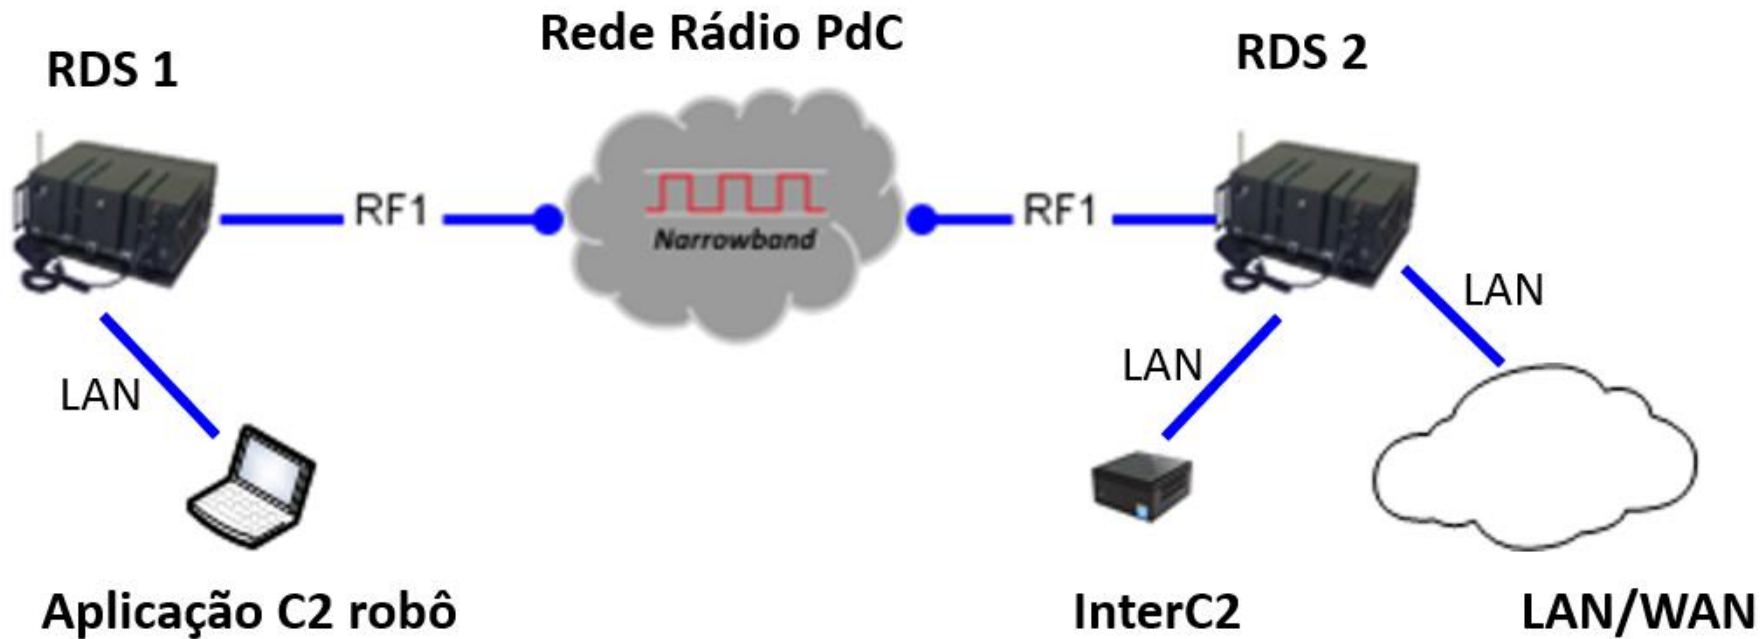 Rede Rádio PdC
RDS 1
RDS 2
RF1
Narrowband
RF1
LAN
LAN
LAN
Aplicação C2 robô
InterC2
LAN/WAN